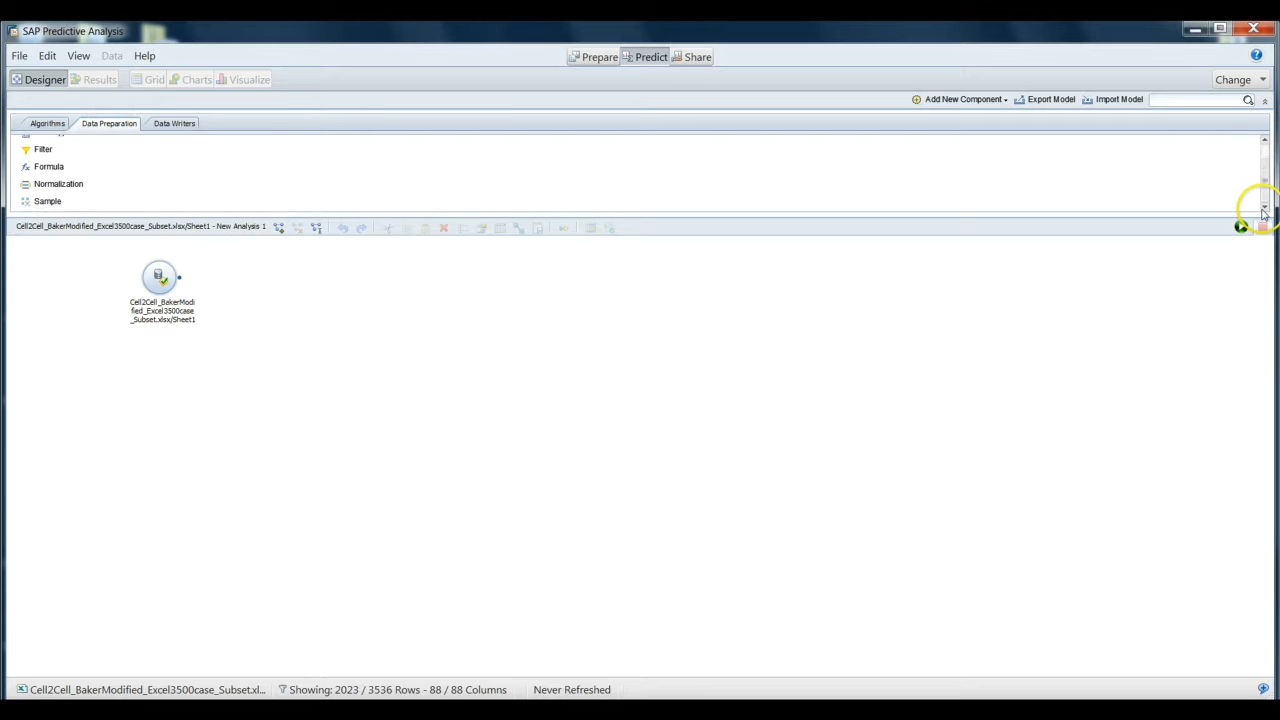 SAP Predictive Analysis
File Edit View Data Help
Prepare Predict Share
Designer Results Grid Charts Visualize
Change
Add New Component Export Model Import Model
Algorithms Data Preparation Data Writers
Filter
Formula
Normalization
Sample
Cell2Cell_BakerModified_Excel3500case_Subset.xlsx/Sheet1 - New Analysis 1
Cell2Cell_BakerModi
fied_Excel3500case
_Subset.xlsx/Sheet1
Cell2Cell_BakerModified_Excel3500case_Subset.xl... Showing: 2023 / 3536 Rows - 88 / 88 Columns Never Refreshed